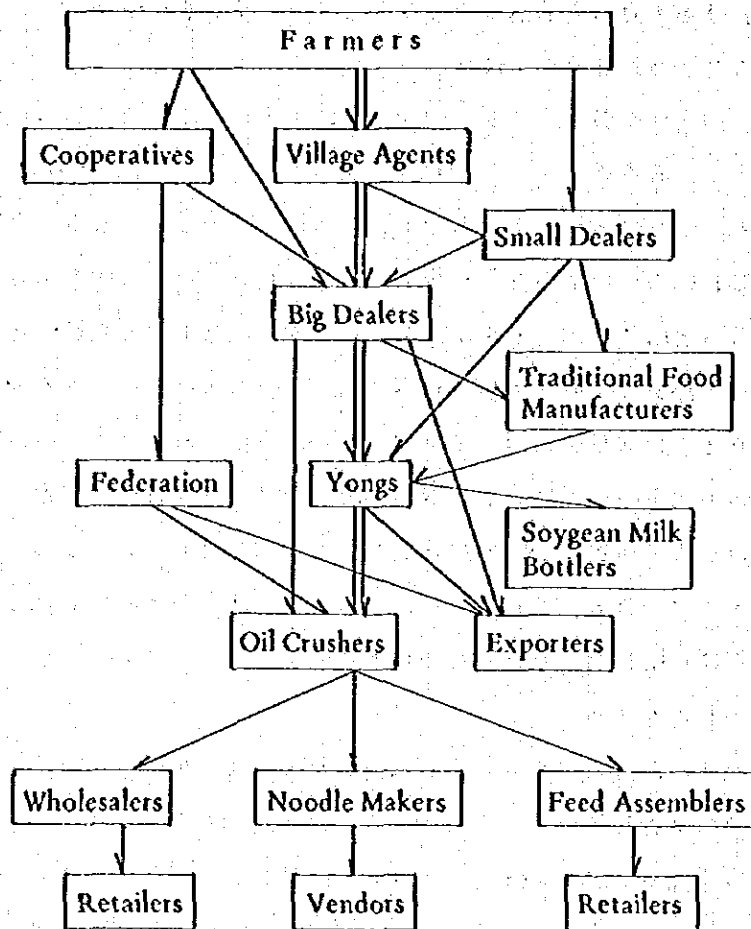 Farmers
Cooperatives
Village Agents
Small Dealers
Big Dealers
Traditional Food
Manufacturers
Federation
Yongs
Soygean Milk
Bottlers
Oil Crushers
Exporters
Wholesalers
Noodle Makers
Feed Assemblers
Retailers
Vendors
Retailers